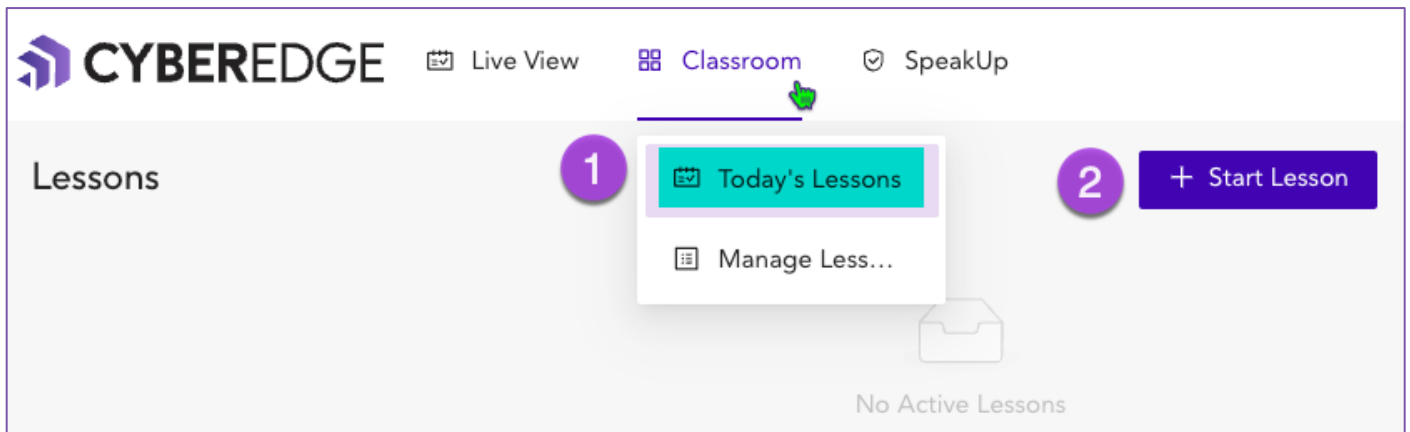 CYBEREDGE Live View Classroom SpeakUp
Lessons
1 Today's Lessons
2 + Start Lesson
Manage Less...
No Active Lessons